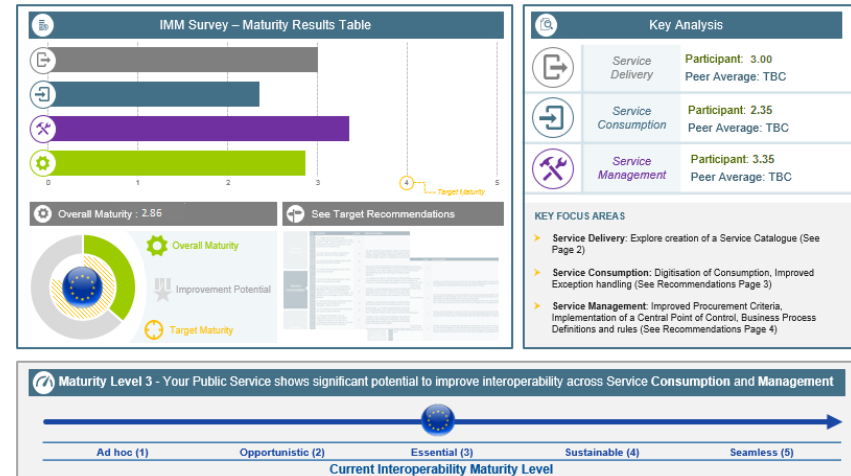 IMM Survey – Maturity Results Table
0 1 2 3 4 5
Target Maturity
Overall Maturity : 2.86
See Target Recommendations
Overall Maturity
Improvement Potential
Target Maturity
Key Analysis
Service
Delivery
Participant: 3.00
Peer Average: TBC
Service
Consumption
Participant: 2.35
Peer Average: TBC
Service
Management
Participant: 3.35
Peer Average: TBC
KEY FOCUS AREAS
Service Delivery: Explore creation of a Service Catalogue (See
Page 2)
Service Consumption: Digitisation of Consumption, Improved
Exception handling (See Recommendations Page 3)
Service Management: Improved Procurement Criteria,
Implementation of a Central Point of Control, Business Process
Definitions and rules (See Recommendations Page 4)
Maturity Level 3 - Your Public Service shows significant potential to improve interoperability across Service Consumption and Management
Ad hoc (1) Opportunistic (2) Essential (3) Sustainable (4) Seamless (5)
Current Interoperability Maturity Level